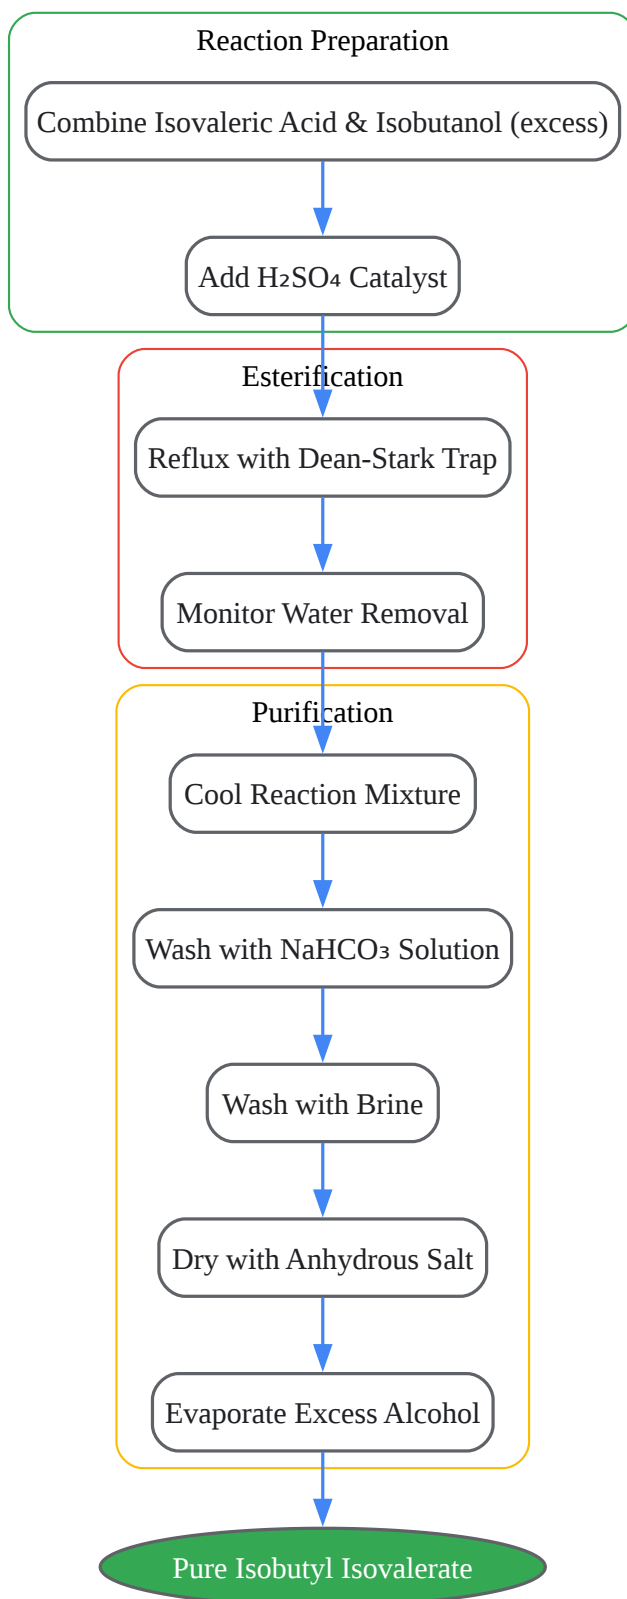 Reaction Preparation
Combine Isovaleric Acid & Isobutanol (excess)
Add H₂SO₄ Catalyst
Esterification
Reflux with Dean-Stark Trap
Monitor Water Removal
Purification
Cool Reaction Mixture
Wash with NaHCO₃ Solution
Wash with Brine
Dry with Anhydrous Salt
Evaporate Excess Alcohol
Pure Isobutyl Isovalerate